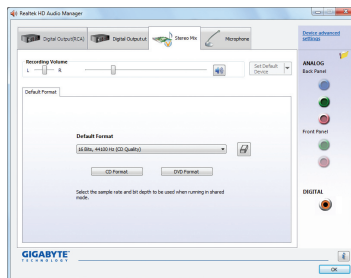 Realtek HD Audio Manager
Digital Output(RCA)
Digital Output
Stereo Mix
Microphone
Device advanced
settings
Recording Volume
L
R
Set Default
Device
ANALOG
Back Panel
Default Format
Default Format
16 Bits, 44100 Hz (CD Quality)
CD Format
DVD Format
Select the sample rate and bit depth to be used when running in shared
mode.
Front Panel
DIGITAL
GIGABYTE
TECHNOLOGY
OK